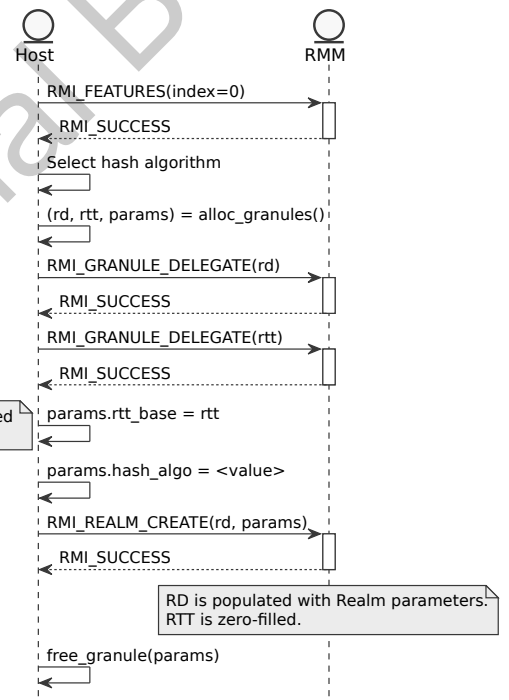 Host
RMM
RMI_FEATURES(index=0)
RMI_SUCCESS
Select hash algorithm
(rd, rtt, params) = alloc_granules()
RMI_GRANULE_DELEGATE(rd)
RMI_SUCCESS
RMI_GRANULE_DELEGATE(rtt)
RMI_SUCCESS
params.rtt_base = rtt
params.hash_algo = <value>
RMI_REALM_CREATE(rd, params)
RMI_SUCCESS
RD is populated with Realm parameters.
RTT is zero-filled.
free_granule(params)